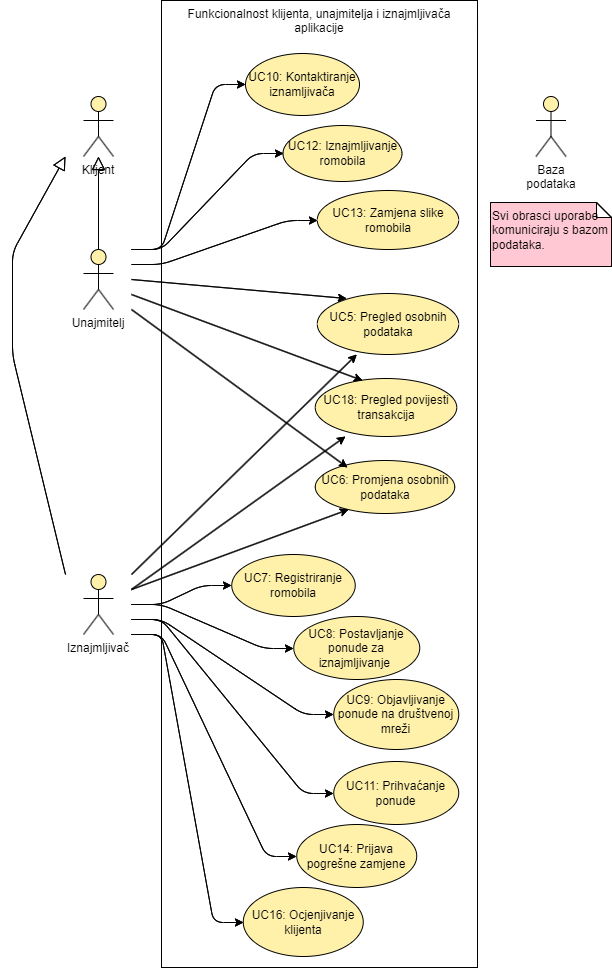 Funkcionalnost klijenta, unajmitelja i iznajmljivača
aplikacije
UC10: Kontaktiranje
iznamljivača
Klijent
UC12: Iznajmljivanje
romobila
Baza
podataka
UC13: Zamjena slike
romobila
Svi obrasci uporabe
komuniciraju s bazom
podataka.
Unajmitelj
UC5: Pregled osobnih
podataka
UC18: Pregled povijesti
transakcija
UC6: Promjena osobnih
podataka
UC7: Registriranje
romobila
Iznajmljivač
UC8: Postavljanje
ponude za
iznajmljivanje
UC9: Objavljivanje
ponude na društvenoj
mreži
UC11: Prihvaćanje
ponude
UC14: Prijava
pogrešne zamjene
UC16: Ocjenjivanje
klijenta